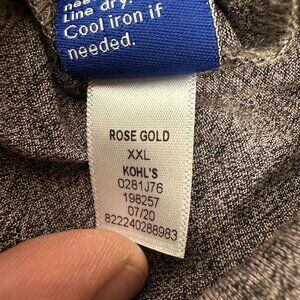 Line dry.
Cool iron if
needed.
ROSE GOLD
XXL
KOHL'S
0281J76
198257
07/20
822240288983